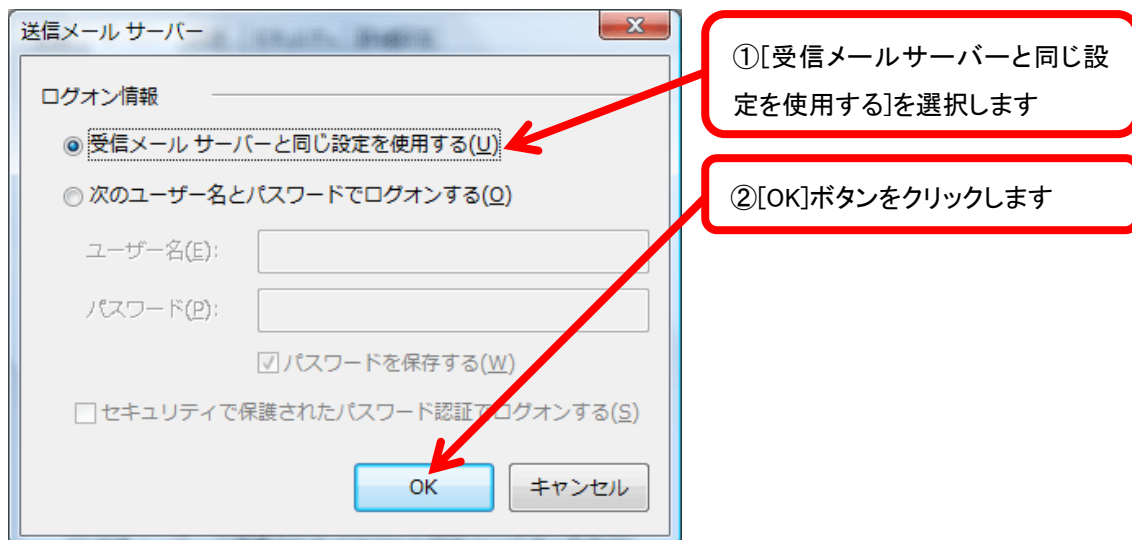 送信メール サーバー
ログオン情報
受信メール サーバーと同じ設定を使用する(U)
次のユーザー名とパスワードでログオンする(O)
ユーザー名(E):
パスワード(P):
パスワードを保存する(W)
セキュリティで保護されたパスワード認証でログオンする(S)
OK
キャンセル
①[受信メールサーバーと同じ設
定を使用する]を選択します
②[OK]ボタンをクリックします